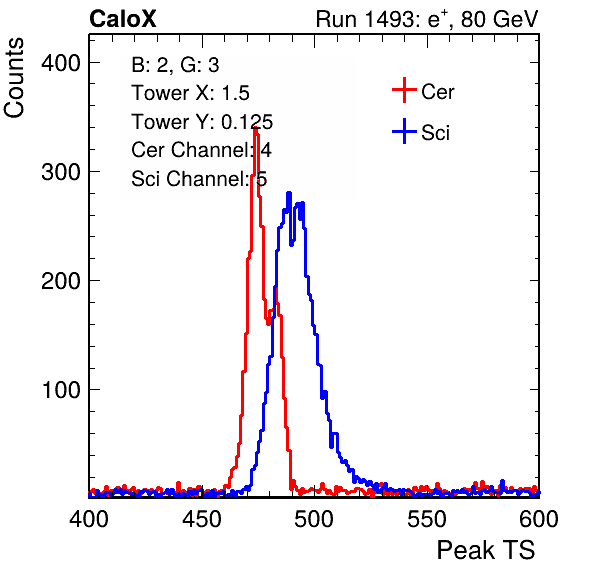 CaloX Run 1493: e⁺, 80 GeV
Counts
B: 2, G: 3
Tower X: 1.5
Tower Y: 0.125
Cer Channel: 4
Sci Channel: 5
Cer
Sci
400
300
200
100
400 450 500 550 600
Peak TS